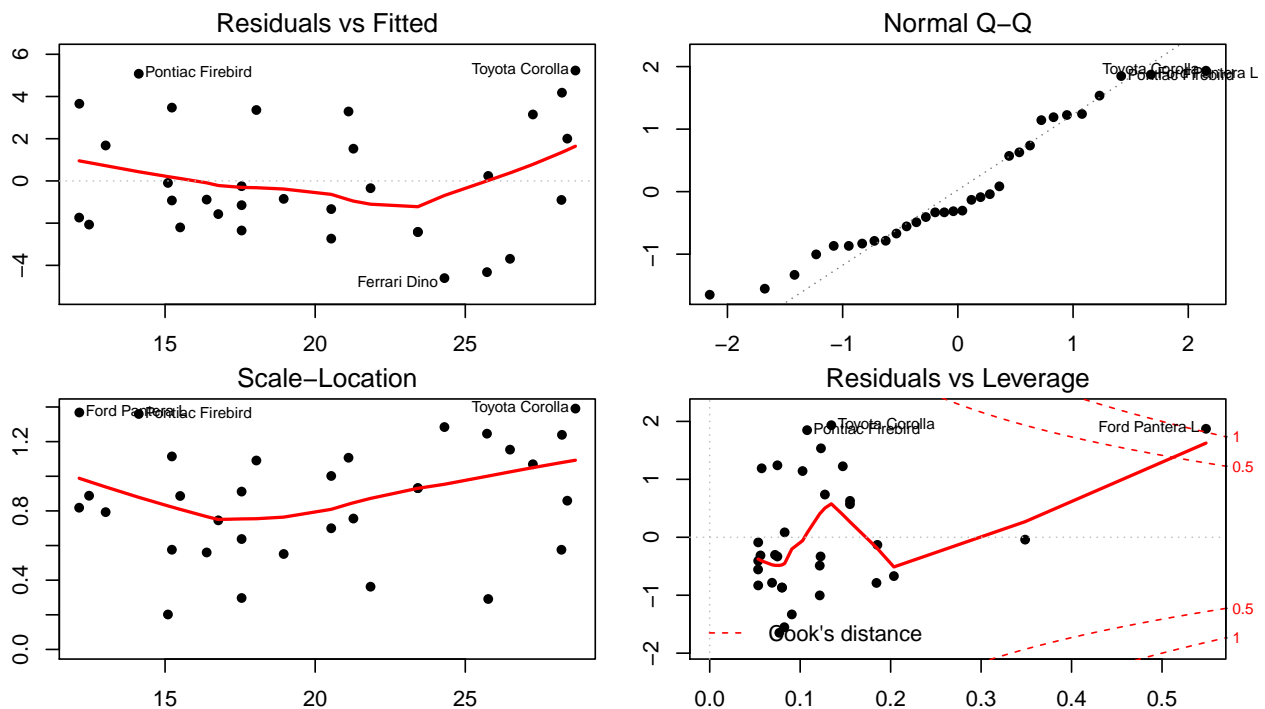 Residuals vs Fitted
6
4
2
0
−4
Pontiac Firebird
Toyota Corolla
Ferrari Dino
15
20
25
Normal Q−Q
2
1
0
−1
Toyota Corolla
Ford Pantera L
Pontiac Firebird
−2
−1
0
1
2
Scale−Location
1.2
0.8
0.4
0.0
Ford Pantera L
Pontiac Firebird
Toyota Corolla
15
20
25
Residuals vs Leverage
2
1
0
−1
−2
Toyota Corolla
Pontiac Firebird
Ford Pantera L
1
0.5
0.5
1
Cook's distance
0.0
0.1
0.2
0.3
0.4
0.5